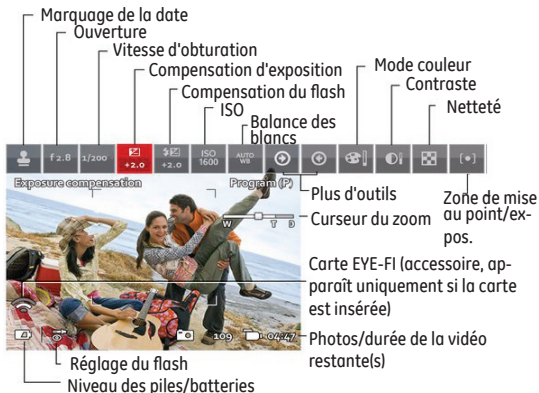 Marquage de la date
Ouverture
Vitesse d'obturation
Compensation d'exposition
Compensation du flash
ISO
Balance des
blancs
Mode couleur
Contraste
Netteté
f 2.8
1/200
+2.0
+2.0
ISO
1600
AUTO
WB
Exposure compensation
Program (P)
W T D
Plus d'outils
Curseur du zoom
Zone de mise
au point/ex-
pos.
Carte EYE-FI (accessoire, ap-
paraît uniquement si la carte
est insérée)
109
04:47
Photos/durée de la vidéo
restante(s)
Réglage du flash
Niveau des piles/batteries